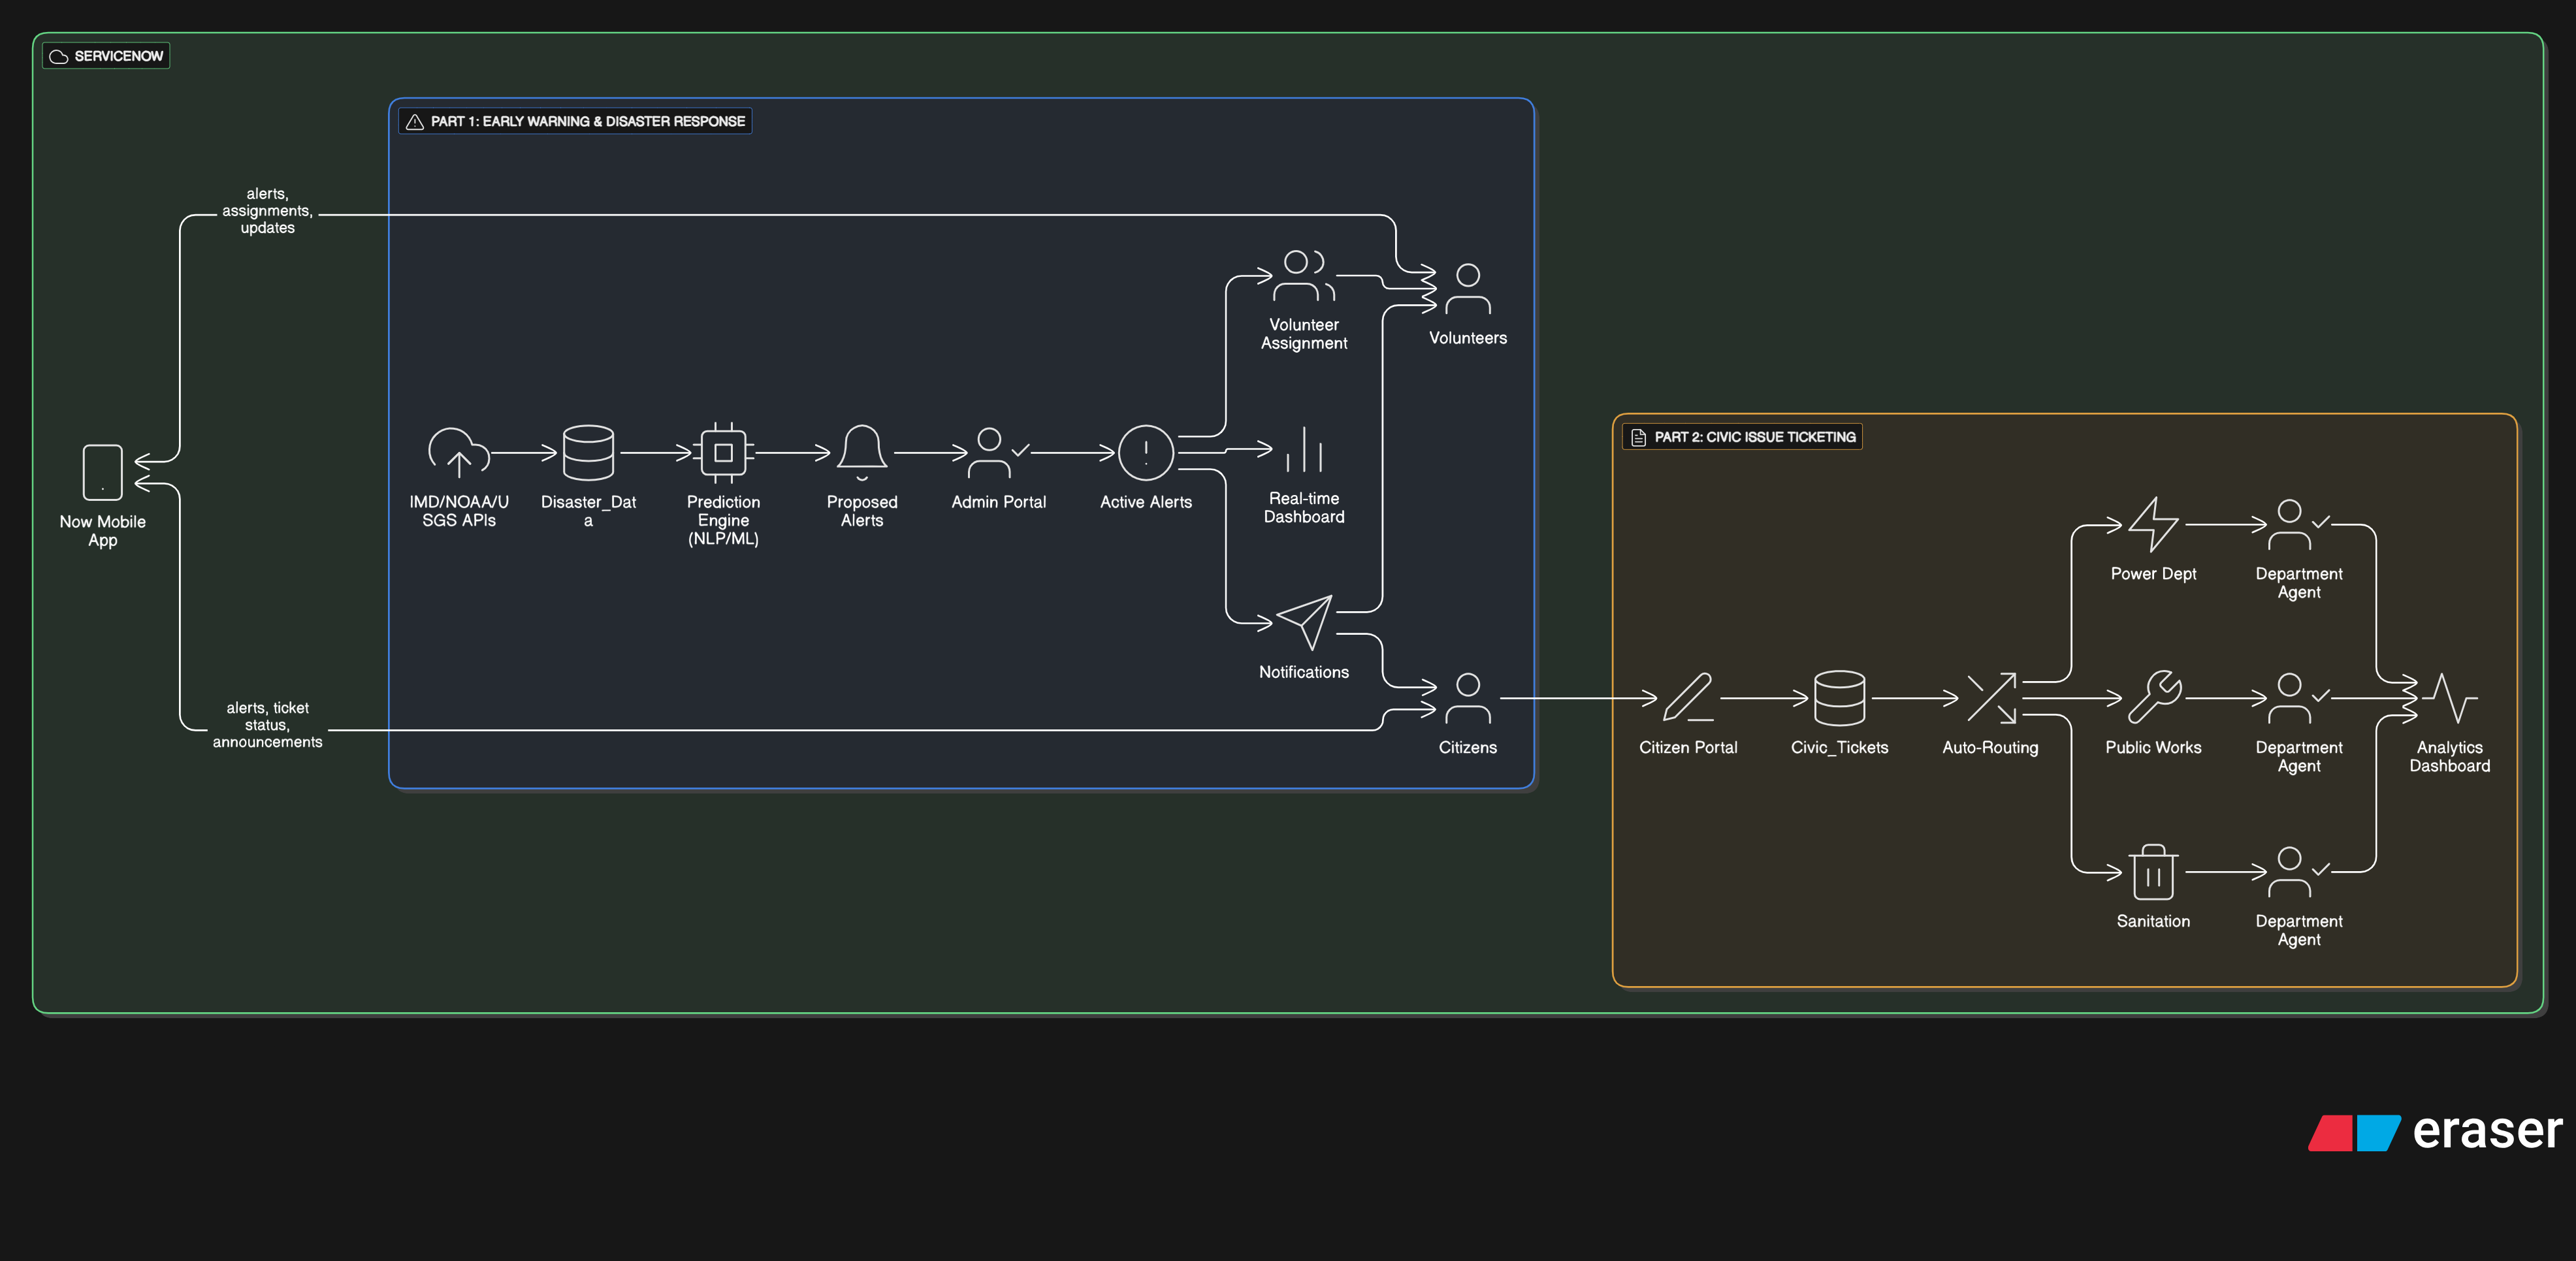 SERVICENOW
PART 1: EARLY WARNING & DISASTER RESPONSE
alerts,
assignments,
updates
Volunteer
Assignment
Volunteers
Now Mobile
App
IMD/NOAA/U
SGS APIs
Disaster_Dat
a
Prediction
Engine
(NLP/ML)
Proposed
Alerts
Admin Portal
Active Alerts
Real-time
Dashboard
Notifications
alerts, ticket
status,
announcements
Citizens
PART 2: CIVIC ISSUE TICKETING
Power Dept
Department
Agent
Citizen Portal
Civic_Tickets
Auto-Routing
Public Works
Department
Agent
Analytics
Dashboard
Sanitation
Department
Agent
eraser